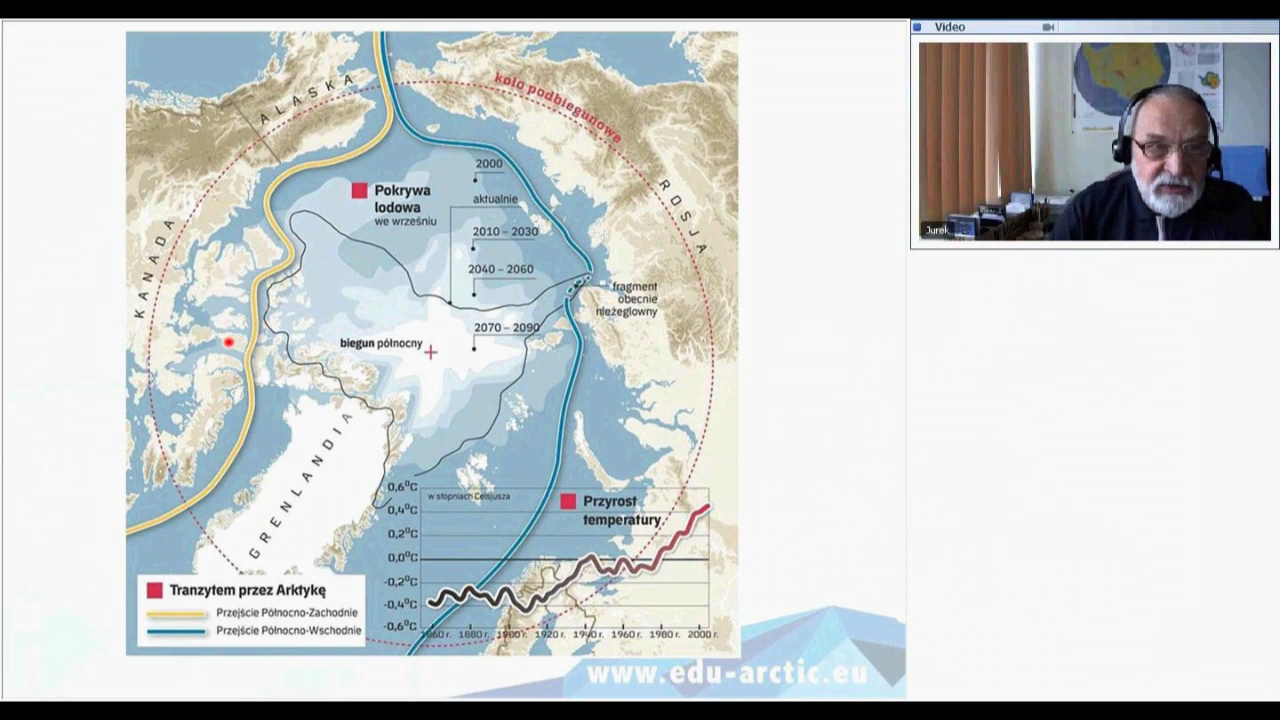 Video
Jurek
ALASKA
koło podbiegunowe
ROSJA
KANADA
GRENLANDIA
Pokrywa
lodowa
we wrześniu
2000
aktualnie
2010 – 2030
2040 – 2060
2070 – 2090
fragment
obecnie
nieżeglowny
biegun północny
Przyrost
temperatury
w stopniach Celsjusza
0,6°C
0,4°C
0,2°C
0,0°C
-0,2°C
-0,4°C
-0,6°C
1860 r. 1880 r. 1900 r. 1920 r. 1940 r. 1960 r. 1980 r. 2000 r.
Tranzytem przez Arktykę
Przejście Północno-Zachodnie
Przejście Północno-Wschodnie
www.edu-arctic.eu